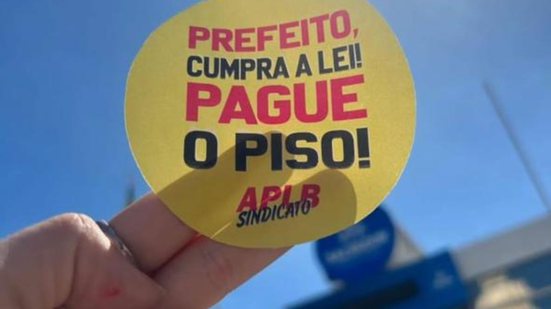 PREFEITO,
CUMPRA A LEI!
PAGUE
O PISO!
APLB
SINDICATO